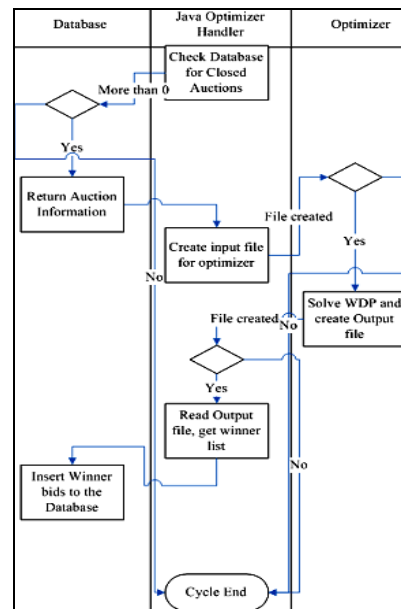 Database
Java Optimizer
Handler
Optimizer
Check Database
for Closed
Auctions
More than 0
Yes
Return Auction
Information
File created
Create input file
for optimizer
Yes
No
Solve WDP and
create Output
file
File created
No
Yes
Read Output
file, get winner
list
No
Insert Winner
bids to the
Database
Cycle End